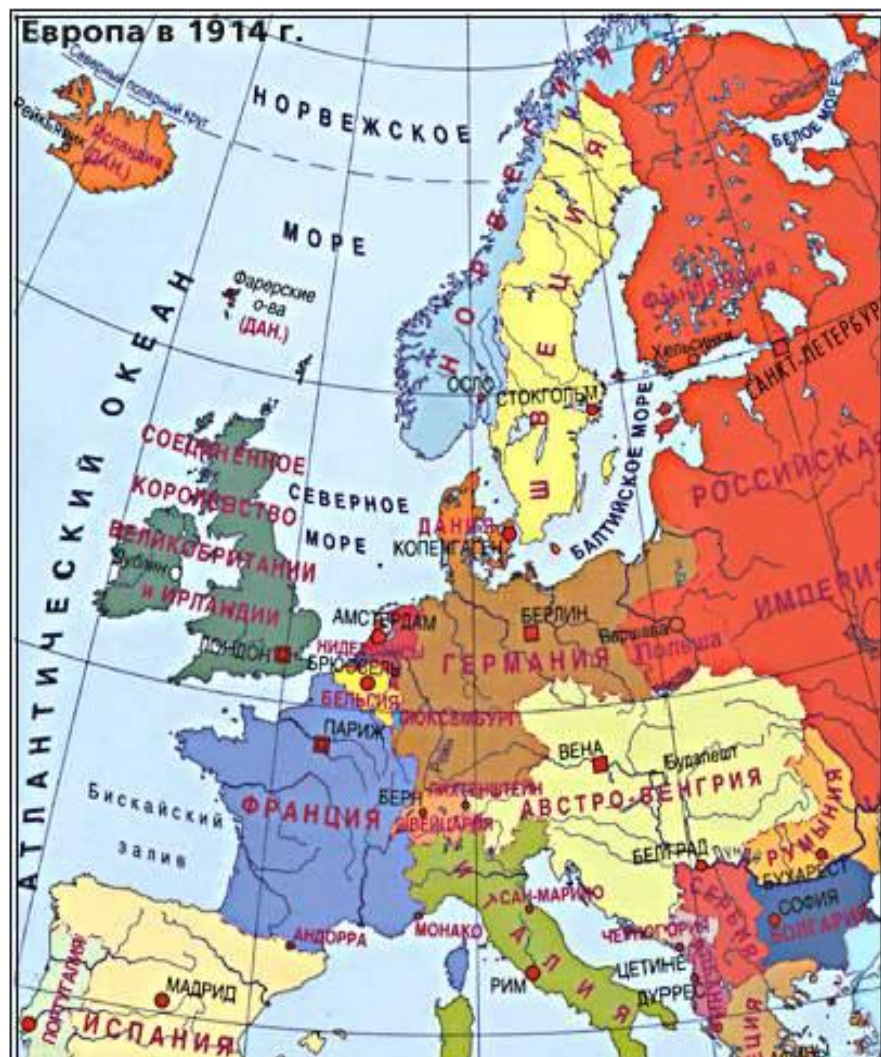 Европа в 1914 г.
Северный полярный круг
НОРВЕЖСКОЕ
МОРЕ
Рейкьявик
Исландия
(ДАН.)
Фарерские
о-ва
(ДАН.)
АТЛАНТИЧЕСКИЙ ОКЕАН
НОРВЕГИЯ
ШВЕЦИЯ
БЕЛОЕ МОРЕ
Финляндия
Хельсинки
САНКТ-ПЕТЕРБУРГ
ОСЛО
СТОКГОЛЬМ
БАЛТИЙСКОЕ МОРЕ
РОССИЙСКАЯ
ИМПЕРИЯ
СОЕДИНЕННОЕ
КОРОЛЕВСТВО
ВЕЛИКОБРИТАНИИ
и ИРЛАНДИИ
Дублин
ЛОНДОН
СЕВЕРНОЕ
МОРЕ
ДАНИЯ
КОПЕНГАГЕН
АМСТЕРДАМ
НИДЕРЛАНДЫ
БРЮССЕЛЬ
БЕЛЬГИЯ
ЛЮКСЕМБУРГ
БЕРЛИН
ГЕРМАНИЯ
Варшава
Польша
ПАРИЖ
ФРАНЦИЯ
Бискайский
залив
БЕРН
ЛИХТЕНШТЕЙН
ШВЕЙЦАРИЯ
ВЕНА
Будапешт
АВСТРО-ВЕНГРИЯ
РУМЫНИЯ
БЕЛГРАД
БУХАРЕСТ
СЕРБИЯ
СОФИЯ
БОЛГАРИЯ
ИТАЛИЯ
САН-МАРИНО
МОНАКО
АНДОРРА
ЧЕРНОГОРИЯ
ЦЕТИНЕ
ДУРРЕС
АЛБАНИЯ
РИМ
ПОРТУГАЛИЯ
МАДРИД
ИСПАНИЯ